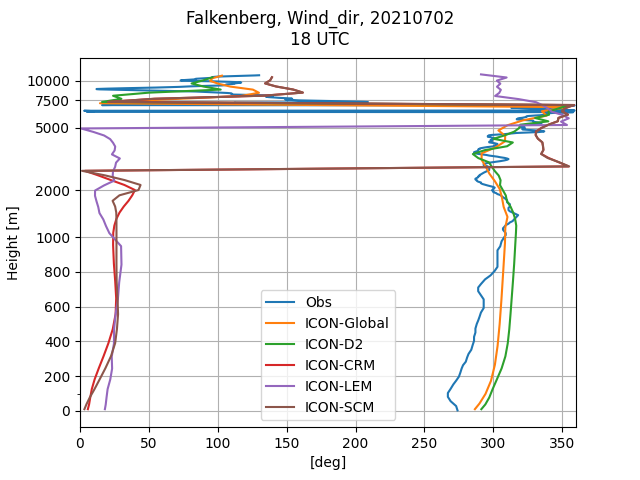 Falkenberg, Wind_dir, 20210702
18 UTC
Height [m]
10000
7500
5000
2000
1000
800
600
400
200
0
Obs
ICON-Global
ICON-D2
ICON-CRM
ICON-LEM
ICON-SCM
0 50 100 150 200 250 300 350
[deg]